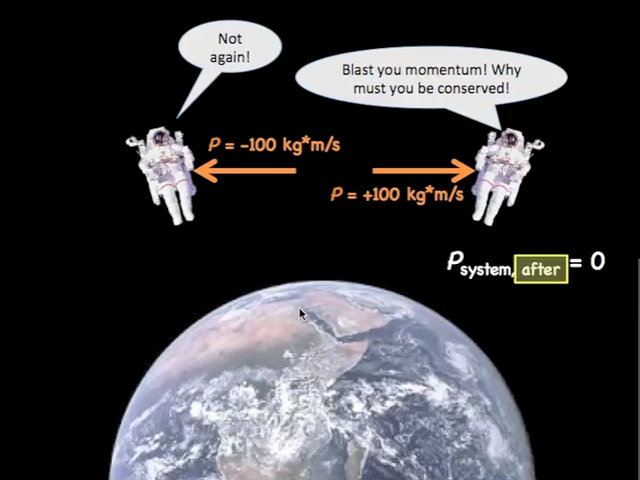 Not
again!
Blast you momentum! Why
must you be conserved!
P = -100 kg*m/s
P = +100 kg*m/s
Psystem, after = 0